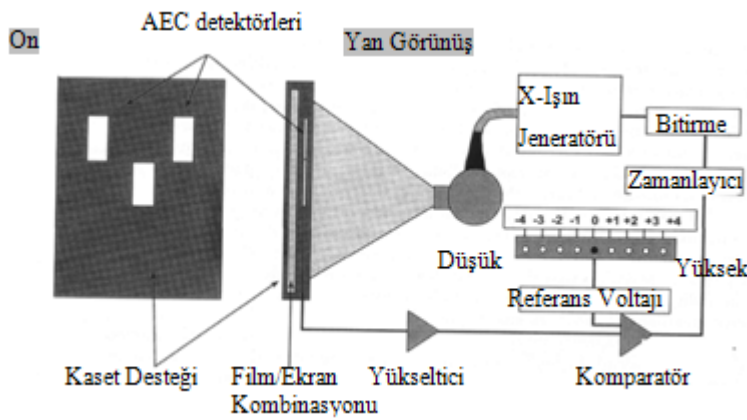 On
AEC detektörleri
Yan Görünüş
X-Işın
Jeneratörü
Bitirme
Zamanlayıcı
-4 -3 -2 -1 0 +1 +2 +3 +4
Düşük
Yüksek
Referans Voltajı
Kaset Desteği
Film/Ekran
Kombinasyonu
Yükseltici
Komparatör